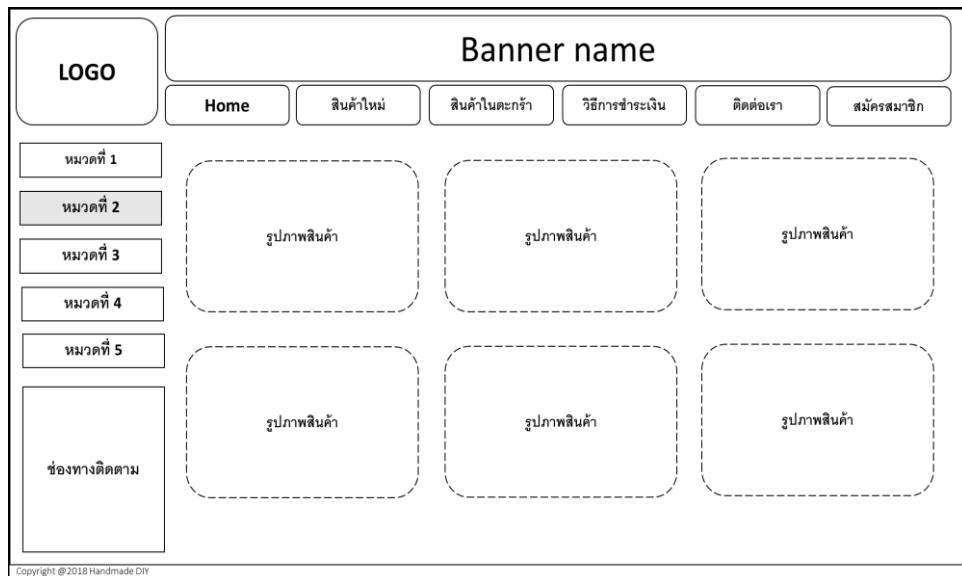 LOGO
Banner name
Home
สินค้าใหม่
สินค้าในตะกร้า
วิธีการชำระเงิน
ติดต่อเรา
สมัครสมาชิก
หมวดที่ 1
หมวดที่ 2
หมวดที่ 3
หมวดที่ 4
หมวดที่ 5
ช่องทางติดตาม
รูปภาพสินค้า
รูปภาพสินค้า
รูปภาพสินค้า
รูปภาพสินค้า
รูปภาพสินค้า
รูปภาพสินค้า
Copyright @2018 Handmade DIY